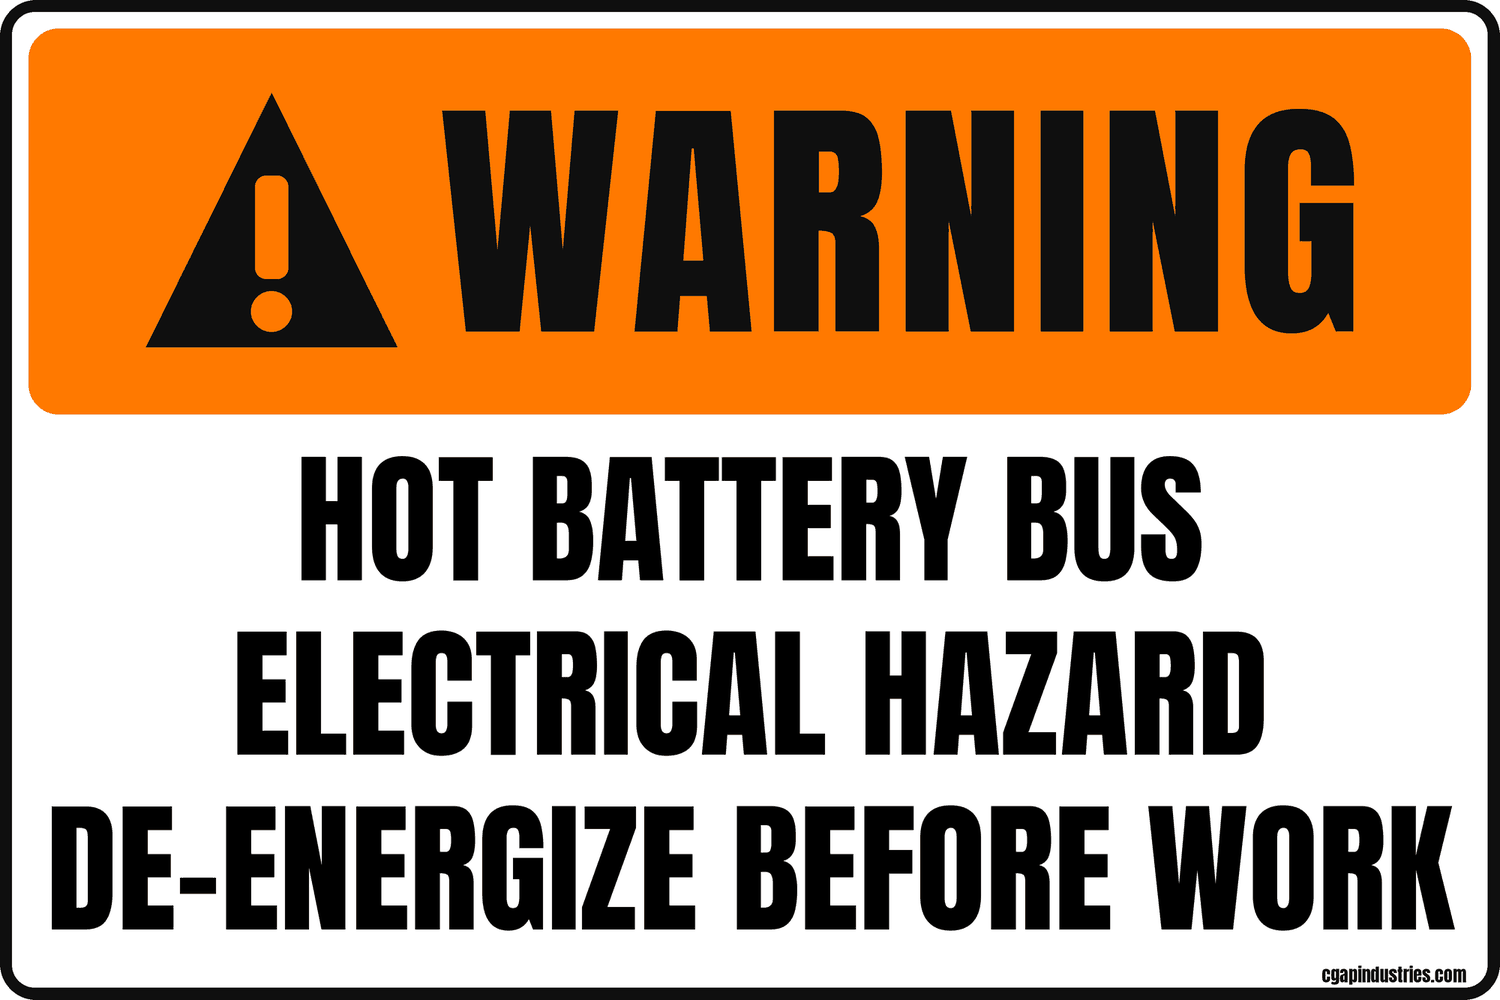 WARNING
HOT BATTERY BUS
ELECTRICAL HAZARD
DE-ENERGIZE BEFORE WORK
cgapindustries.com